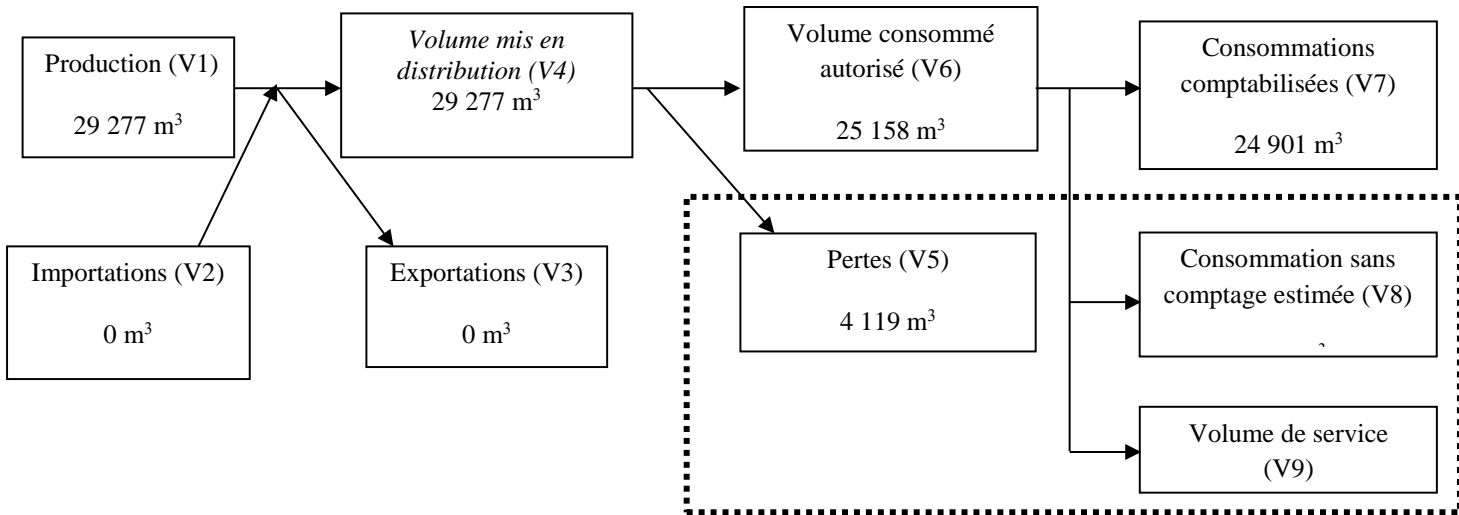 Production (V1)
29 277 m³
Volume mis en
distribution (V4)
29 277 m³
Volume consommé
autorisé (V6)
25 158 m³
Consommations
comptabilisées (V7)
24 901 m³
Importations (V2)
0 m³
Exportations (V3)
0 m³
Pertes (V5)
4 119 m³
Consommation sans
comptage estimée (V8)
Volume de service
(V9)